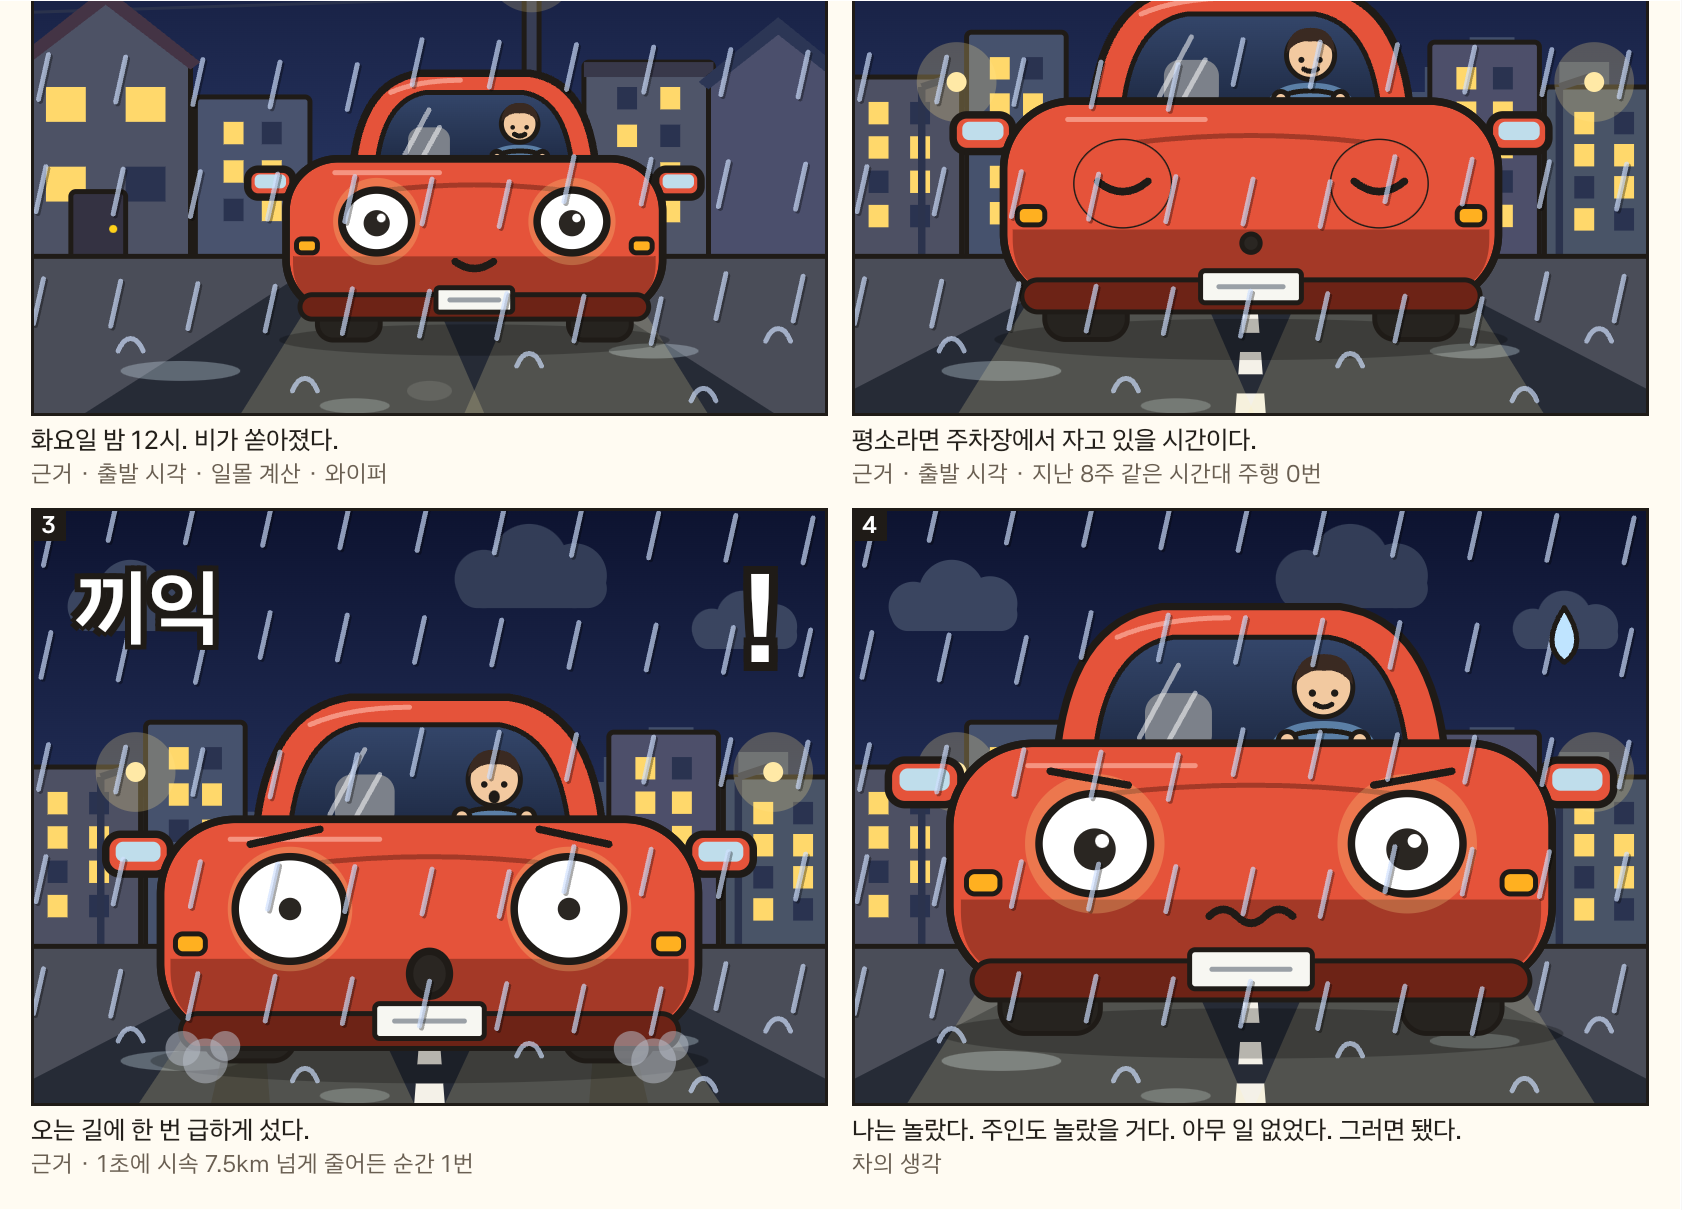 화요일 밤 12시. 비가 쏟아졌다.
근거 · 출발 시각 · 일몰 계산 · 와이퍼
평소라면 주차장에서 자고 있을 시간이다.
근거 · 출발 시각 · 지난 8주 같은 시간대 주행 0번
3
끼익
!
오는 길에 한 번 급하게 섰다.
근거 · 1초에 시속 7.5km 넘게 줄어든 순간 1번
4
나는 놀랐다. 주인도 놀랐을 거다. 아무 일 없었다. 그러면 됐다.
차의 생각